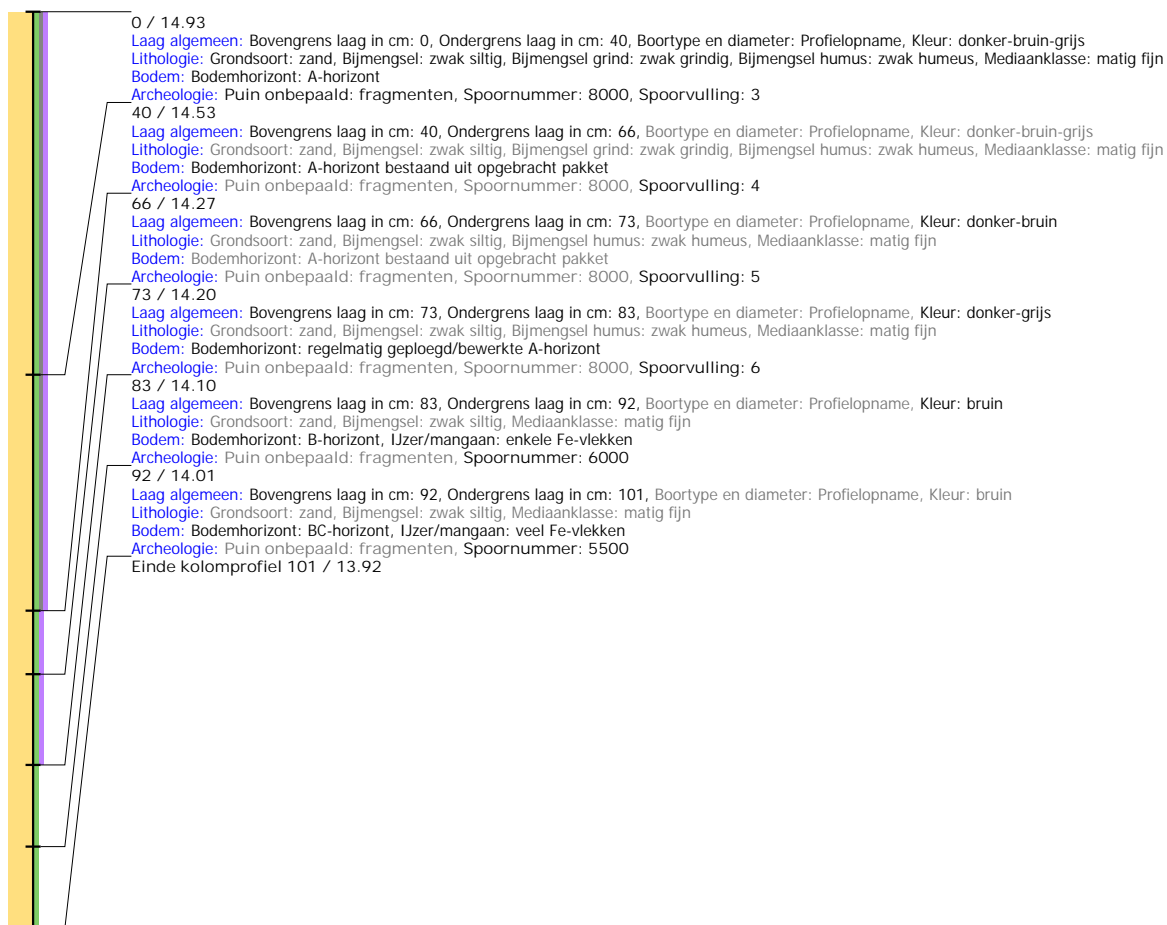 0 / 14.93
Laag algemeen: Bovengrens laag in cm: 0, Ondergrens laag in cm: 40, Boortype en diameter: Profielopname, Kleur: donker-bruin-grijs
Lithologie: Grondsoort: zand, Bijmengsel: zwak siltig, Bijmengsel grind: zwak grindig, Bijmengsel humus: zwak humeus, Mediaanklasse: matig fijn
Bodem: Bodemhorizont: A-horizont
Archeologie: Puin onbepaald: fragmenten, Spoornummer: 8000, Spoorvulling: 3
40 / 14.53
Laag algemeen: Bovengrens laag in cm: 40, Ondergrens laag in cm: 66, Boortype en diameter: Profielopname, Kleur: donker-bruin-grijs
Lithologie: Grondsoort: zand, Bijmengsel: zwak siltig, Bijmengsel grind: zwak grindig, Bijmengsel humus: zwak humeus, Mediaanklasse: matig fijn
Bodem: Bodemhorizont: A-horizont bestaand uit opgebracht pakket
Archeologie: Puin onbepaald: fragmenten, Spoornummer: 8000, Spoorvulling: 4
66 / 14.27
Laag algemeen: Bovengrens laag in cm: 66, Ondergrens laag in cm: 73, Boortype en diameter: Profielopname, Kleur: donker-bruin
Lithologie: Grondsoort: zand, Bijmengsel: zwak siltig, Bijmengsel humus: zwak humeus, Mediaanklasse: matig fijn
Bodem: Bodemhorizont: A-horizont bestaand uit opgebracht pakket
Archeologie: Puin onbepaald: fragmenten, Spoornummer: 8000, Spoorvulling: 5
73 / 14.20
Laag algemeen: Bovengrens laag in cm: 73, Ondergrens laag in cm: 83, Boortype en diameter: Profielopname, Kleur: donker-grijs
Lithologie: Grondsoort: zand, Bijmengsel: zwak siltig, Bijmengsel humus: zwak humeus, Mediaanklasse: matig fijn
Bodem: Bodemhorizont: regelmatig geploegd/bewerkte A-horizont
Archeologie: Puin onbepaald: fragmenten, Spoornummer: 8000, Spoorvulling: 6
83 / 14.10
Laag algemeen: Bovengrens laag in cm: 83, Ondergrens laag in cm: 92, Boortype en diameter: Profielopname, Kleur: bruin
Lithologie: Grondsoort: zand, Bijmengsel: zwak siltig, Mediaanklasse: matig fijn
Bodem: Bodemhorizont: B-horizont, IJzer/mangaan: enkele Fe-vlekken
Archeologie: Puin onbepaald: fragmenten, Spoornummer: 6000
92 / 14.01
Laag algemeen: Bovengrens laag in cm: 92, Ondergrens laag in cm: 101, Boortype en diameter: Profielopname, Kleur: bruin
Lithologie: Grondsoort: zand, Bijmengsel: zwak siltig, Mediaanklasse: matig fijn
Bodem: Bodemhorizont: BC-horizont, IJzer/mangaan: veel Fe-vlekken
Archeologie: Puin onbepaald: fragmenten, Spoornummer: 5500
Einde kolomprofiel 101 / 13.92